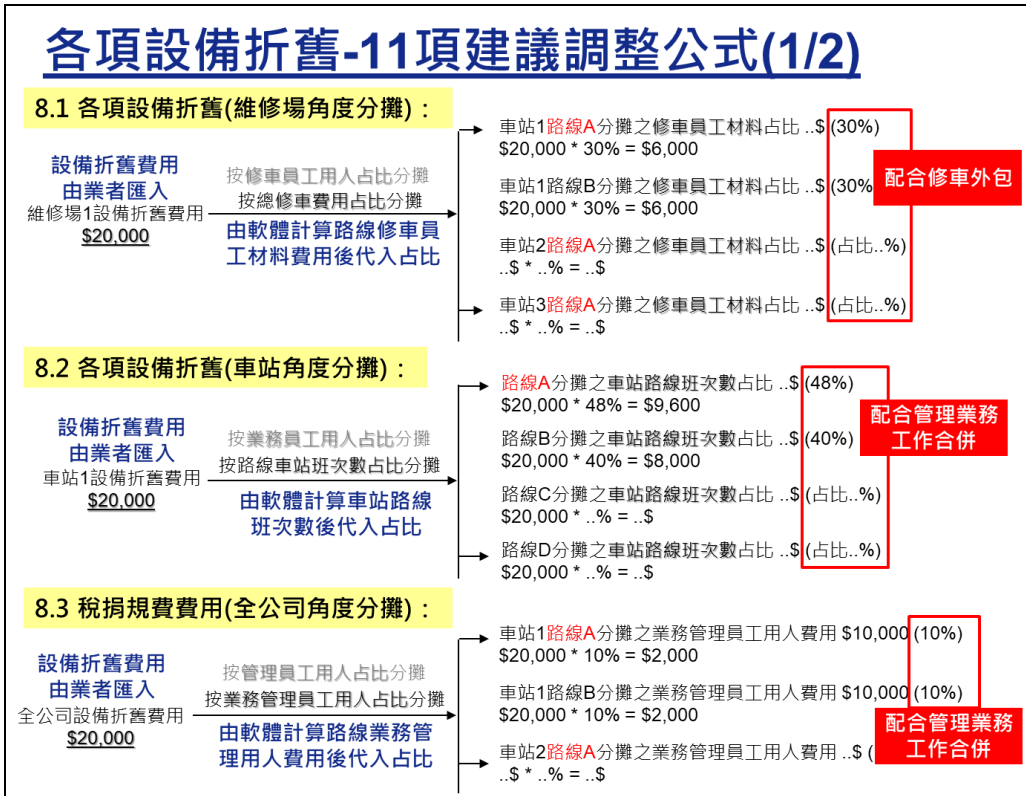 各項設備折舊-11項建議調整公式(1/2)
8.1 各項設備折舊(維修場角度分攤)：
設備折舊費用
由業者匯入
維修場1設備折舊費用
$20,000
按修車員工用人占比分攤
按總修車費用占比分攤
由軟體計算路線修車員
工材料費用後代入占比
車站1路線A分攤之修車員工材料占比 ..$ (30%)
$20,000 * 30% = $6,000
車站1路線B分攤之修車員工材料占比 ..$ (30%
$20,000 * 30% = $6,000
車站2路線A分攤之修車員工材料占比 ..$ (占比..%)
..$ * ..% = ..$
車站3路線A分攤之修車員工材料占比 ..$ (占比..%)
..$ * ..% = ..$
配合修車外包
8.2 各項設備折舊(車站角度分攤)：
設備折舊費用
由業者匯入
車站1設備折舊費用
$20,000
按業務員工用人占比分攤
按路線車站班次數占比分攤
由軟體計算車站路線
班次數後代入占比
路線A分攤之車站路線班次數占比 ..$ (48%)
$20,000 * 48% = $9,600
路線B分攤之車站路線班次數占比 ..$ (40%)
$20,000 * 40% = $8,000
路線C分攤之車站路線班次數占比 ..$ (占比..%)
$20,000 * ..% = ..$
路線D分攤之車站路線班次數占比 ..$ (占比..%)
$20,000 * ..% = ..$
配合管理業務
工作合併
8.3 稅捐規費費用(全公司角度分攤)：
設備折舊費用
由業者匯入
全公司設備折舊費用
$20,000
按管理員工用人占比分攤
按業務管理員工用人占比分攤
由軟體計算路線業務管
理用人費用後代入占比
車站1路線A分攤之業務管理員工用人費用 $10,000 (10%)
$20,000 * 10% = $2,000
車站1路線B分攤之業務管理員工用人費用 $10,000 (10%)
$20,000 * 10% = $2,000
車站2路線A分攤之業務管理員工用人費用 ..$ (
..$ * ..% = ..$
配合管理業務
工作合併